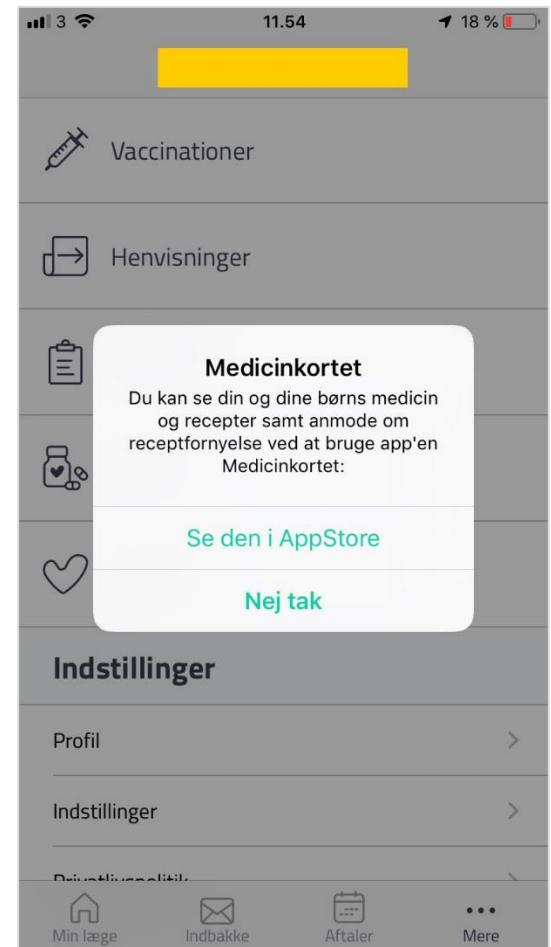 3 11.54 18 %
Vaccinationer
Henvisninger
Medicinkortet
Du kan se din og dine børns medicin
og recepter samt anmode om
receptfornyelse ved at bruge app'en
Medicinkortet:
Se den i AppStore
Nej tak
Indstillinger
Profil
Indstillinger
Privatlivspolitik
Min læge Indbakke Aftaler Mere